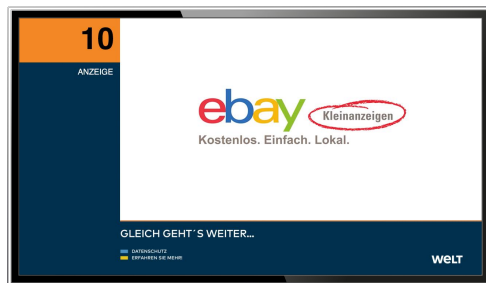 10
ANZEIGE
ebay Kleinanzeigen
Kostenlos. Einfach. Lokal.
GLEICH GEHT´S WEITER...
DATENSCHUTZ
ERFAHREN SIE MEHR
WELT